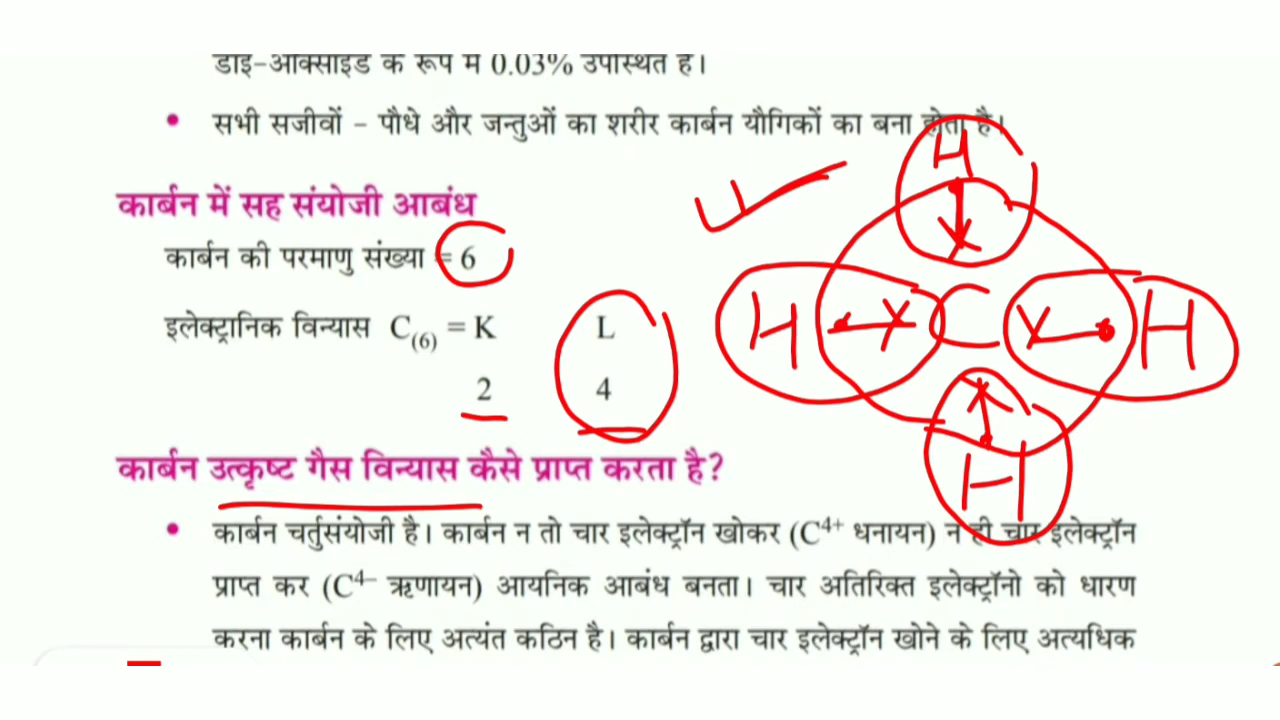 डाइ-ऑक्साइड के रूप में 0.03% उपस्थित है।
• सभी सजीवों - पौधे और जन्तुओं का शरीर कार्बन यौगिकों का बना होता है।
H
कार्बन में सह संयोजी आबंध
कार्बन की परमाणु संख्या = 6
X
H X C X H
इलेक्ट्रानिक विन्यास C(6) = K L
2 4
X
H
कार्बन उत्कृष्ट गैस विन्यास कैसे प्राप्त करता है?
• कार्बन चर्तुसंयोजी है। कार्बन न तो चार इलेक्ट्रॉन खोकर (C4+ धनायन) न ही चार इलेक्ट्रॉन
प्राप्त कर (C4– ऋणायन) आयनिक आबंध बनता। चार अतिरिक्त इलेक्ट्रॉनो को धारण
करना कार्बन के लिए अत्यंत कठिन है। कार्बन द्वारा चार इलेक्ट्रॉन खोने के लिए अत्यधिक